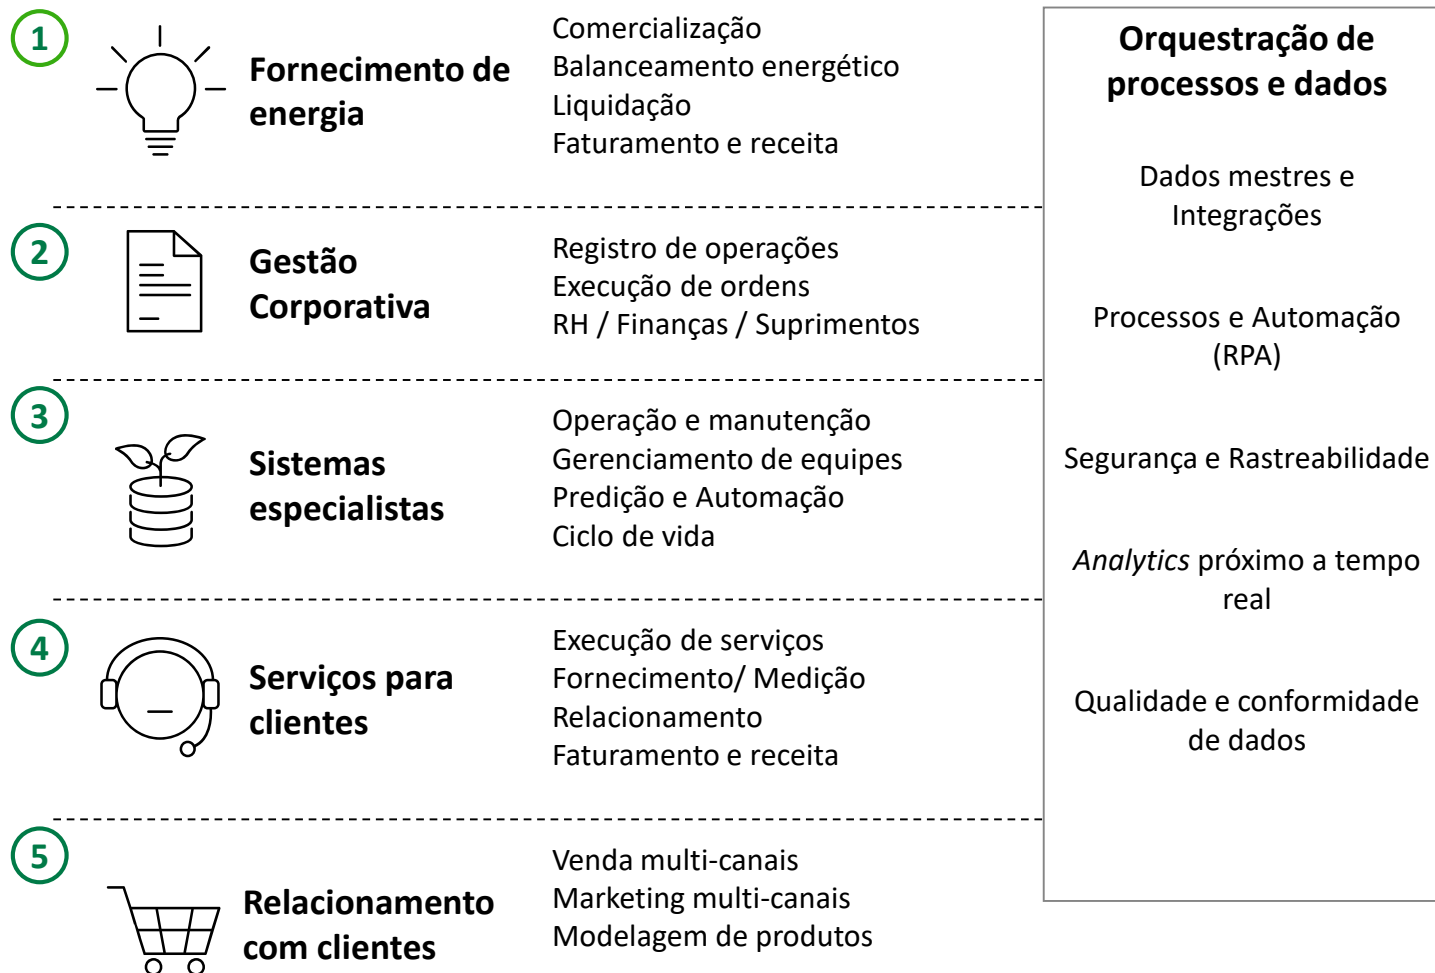 1
Fornecimento de
energia
Comercialização
Balanceamento energético
Liquidação
Faturamento e receita
2
Gestão
Corporativa
Registro de operações
Execução de ordens
RH / Finanças / Suprimentos
3
Sistemas
especialistas
Operação e manutenção
Gerenciamento de equipes
Predição e Automação
Ciclo de vida
4
Serviços para
clientes
Execução de serviços
Fornecimento/ Medição
Relacionamento
Faturamento e receita
5
Relacionamento
com clientes
Venda multi-canais
Marketing multi-canais
Modelagem de produtos
Orquestração de
processos e dados
Dados mestres e
Integrações
Processos e Automação
(RPA)
Segurança e Rastreabilidade
Analytics próximo a tempo
real
Qualidade e conformidade
de dados